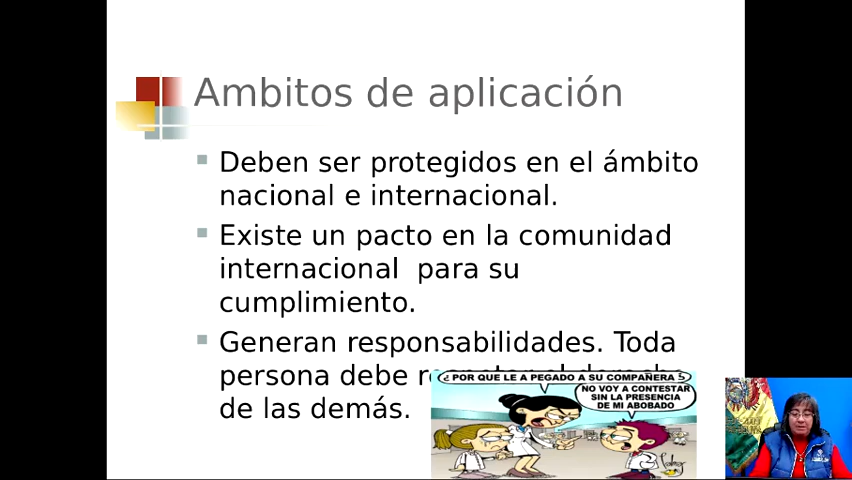 Ambitos de aplicación
Deben ser protegidos en el ámbito
nacional e internacional.
Existe un pacto en la comunidad
internacional para su
cumplimiento.
Generan responsabilidades. Toda
persona debe
de las demás.
¿ POR QUE LE A PEGADO A SU COMPAÑERA ?
NO VOY A CONTESTAR
SIN LA PRESENCIA
DE MI ABOBADO